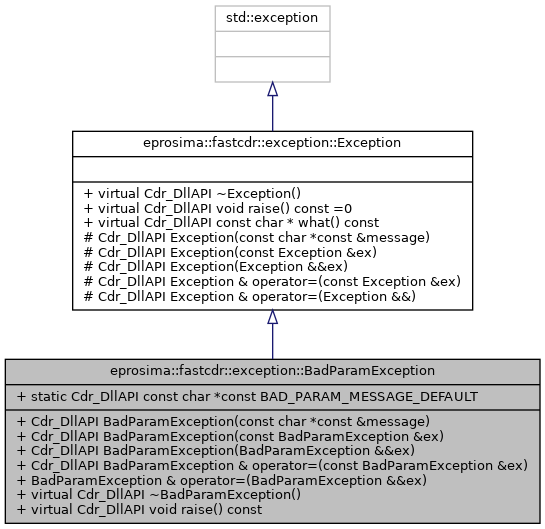 std::exception
eprosima::fastcdr::exception::Exception
+ virtual Cdr_DllAPI ~Exception()
+ virtual Cdr_DllAPI void raise() const =0
+ virtual Cdr_DllAPI const char * what() const
# Cdr_DllAPI Exception(const char *const &message)
# Cdr_DllAPI Exception(const Exception &ex)
# Cdr_DllAPI Exception(Exception &&ex)
# Cdr_DllAPI Exception & operator=(const Exception &ex)
# Cdr_DllAPI Exception & operator=(Exception &&)
eprosima::fastcdr::exception::BadParamException
+ static Cdr_DllAPI const char *const BAD_PARAM_MESSAGE_DEFAULT
+ Cdr_DllAPI BadParamException(const char *const &message)
+ Cdr_DllAPI BadParamException(const BadParamException &ex)
+ Cdr_DllAPI BadParamException(BadParamException &&ex)
+ Cdr_DllAPI BadParamException & operator=(const BadParamException &ex)
+ BadParamException & operator=(BadParamException &&ex)
+ virtual Cdr_DllAPI ~BadParamException()
+ virtual Cdr_DllAPI void raise() const